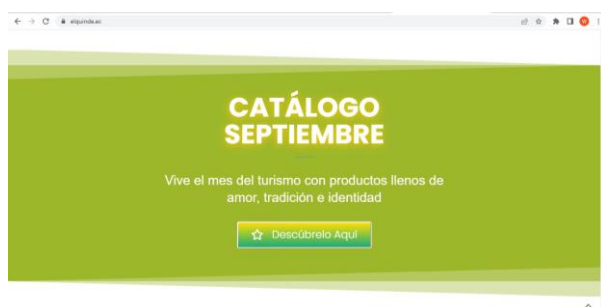 elquinde.ec
CATÁLOGO
SEPTIEMBRE
Vive el mes del turismo con productos llenos de
amor, tradición e identidad
Descúbrelo Aquí